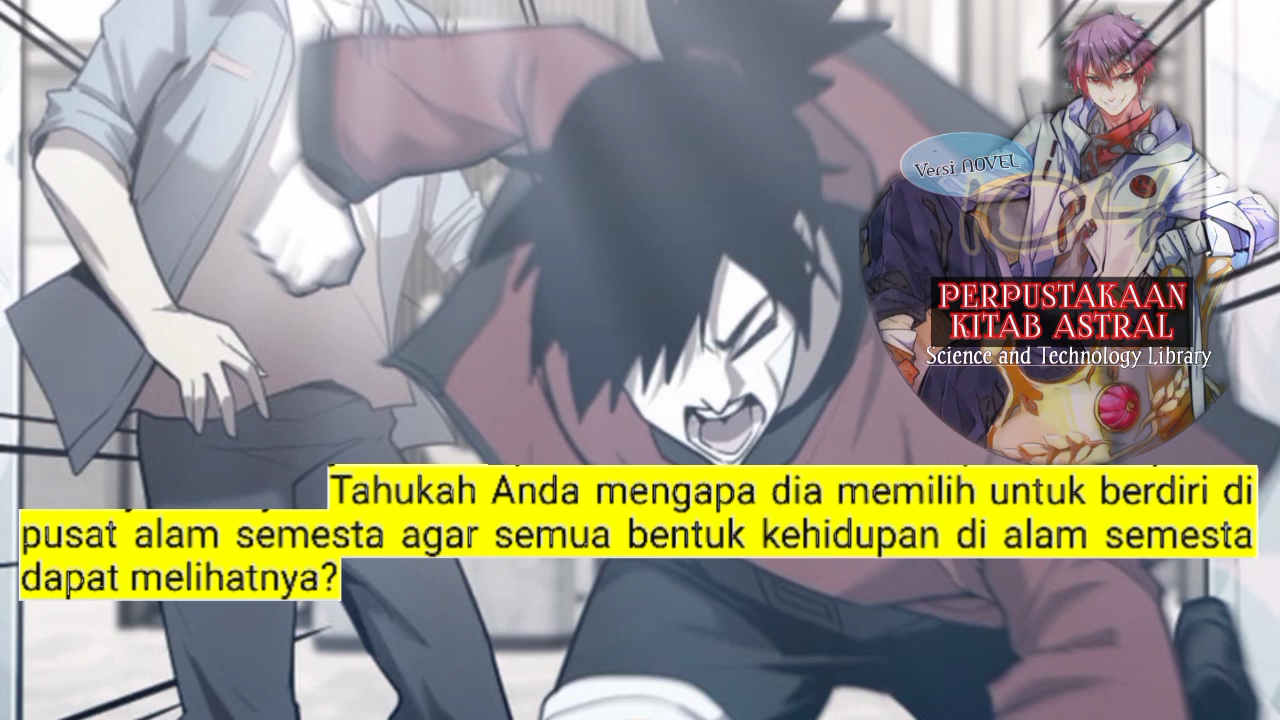 Versi NOVEL
PERPUSTAKAAN
KITAB ASTRAL
Science and Technology Library
Tahukah Anda mengapa dia memilih untuk berdiri di
pusat alam semesta agar semua bentuk kehidupan di alam semesta
dapat melihatnya?